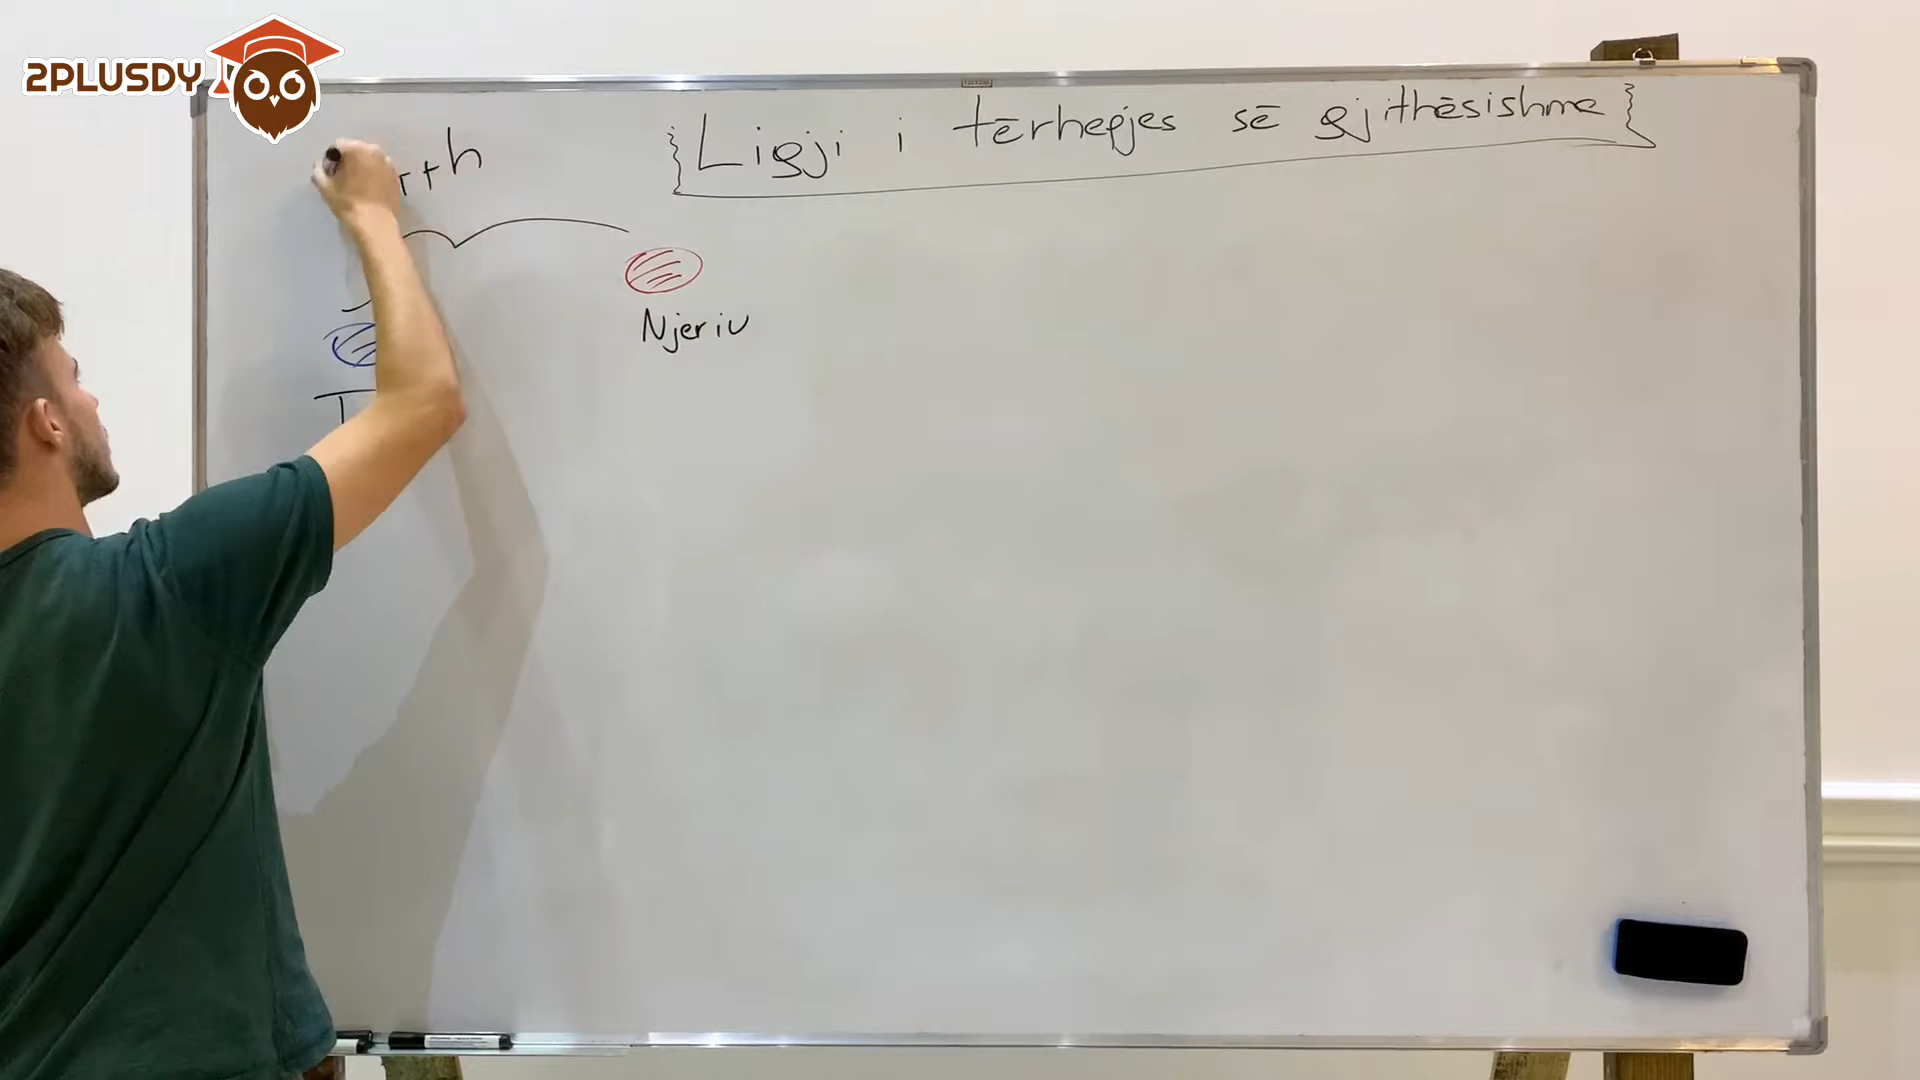 2PLUSDY
Ligji i tërheqjes së gjithësishme
T+h
Njeriu
T